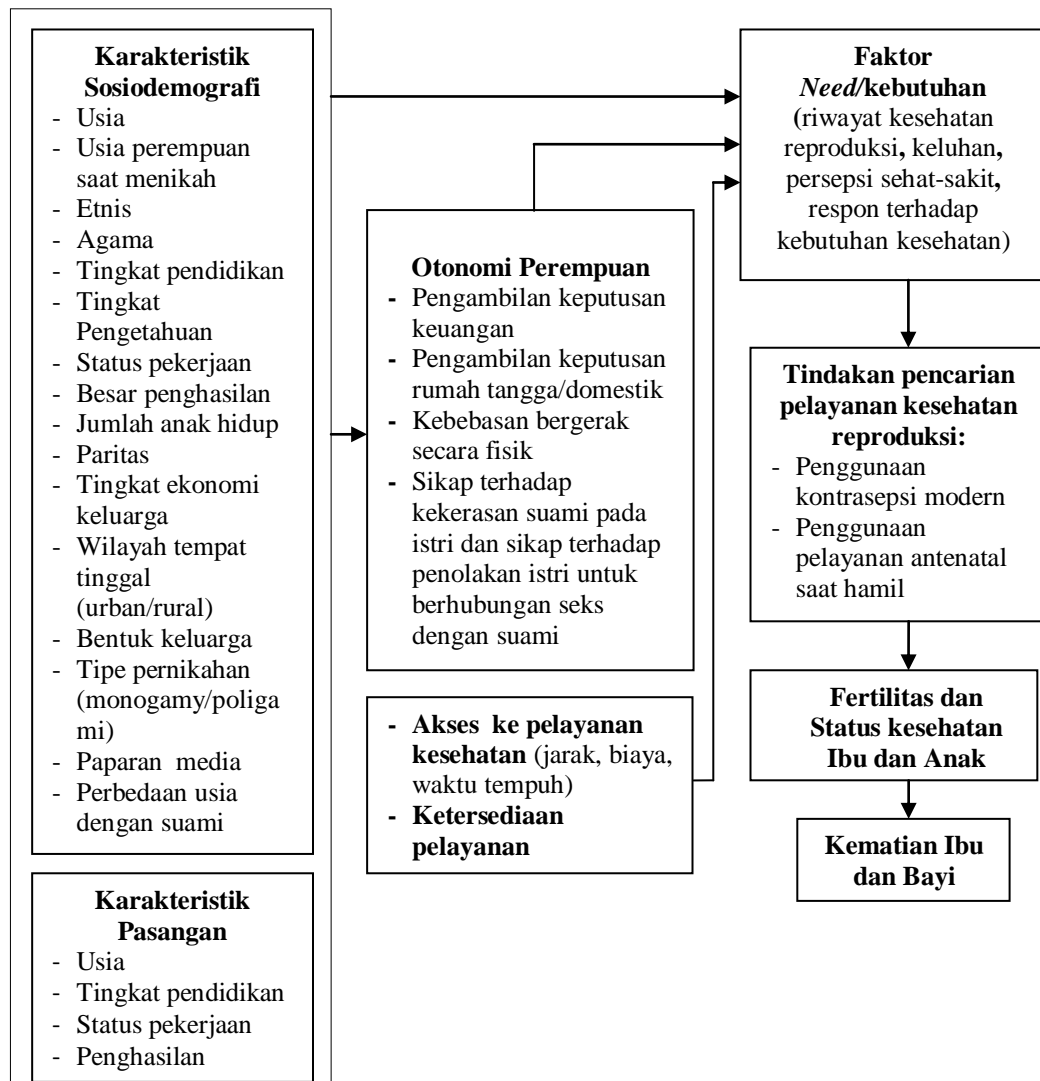 Karakteristik
Sosiodemografi
- Usia
- Usia perempuan
saat menikah
- Etnis
- Agama
- Tingkat pendidikan
- Tingkat
Pengetahuan
- Status pekerjaan
- Besar penghasilan
- Jumlah anak hidup
- Paritas
- Tingkat ekonomi
keluarga
- Wilayah tempat
tinggal
(urban/rural)
- Bentuk keluarga
- Tipe pernikahan
(monogamy/poliga
mi)
- Paparan media
- Perbedaan usia
dengan suami
Karakteristik
Pasangan
- Usia
- Tingkat pendidikan
- Status pekerjaan
- Penghasilan
Otonomi Perempuan
- Pengambilan keputusan
keuangan
- Pengambilan keputusan
rumah tangga/domestik
- Kebebasan bergerak
secara fisik
- Sikap terhadap
kekerasan suami pada
istri dan sikap terhadap
penolakan istri untuk
berhubungan seks
dengan suami
- Akses ke pelayanan
kesehatan (jarak, biaya,
waktu tempuh)
- Ketersediaan
pelayanan
Faktor
Need/kebutuhan
(riwayat kesehatan
reproduksi, keluhan,
persepsi sehat-sakit,
respon terhadap
kebutuhan kesehatan)
Tindakan pencarian
pelayanan kesehatan
reproduksi:
- Penggunaan
kontrasepsi modern
- Penggunaan
pelayanan antenatal
saat hamil
Fertilitas dan
Status kesehatan
Ibu dan Anak
Kematian Ibu
dan Bayi